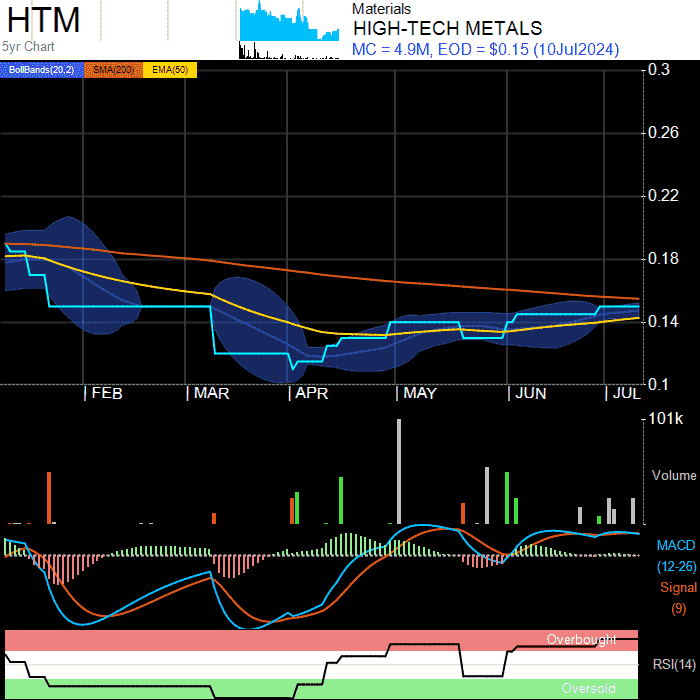 HTM
5yr Chart
Materials
HIGH-TECH METALS
MC = 4.9M, EOD = $0.15 (10Jul2024)
BollBands(20,2) SMA(200) EMA(50)
0.3
0.26
0.22
0.18
0.14
0.1
FEB MAR APR MAY JUN JUL
101k
Volume
MACD
(12-26)
Signal
(9)
Overbought
RSI(14)
Oversold